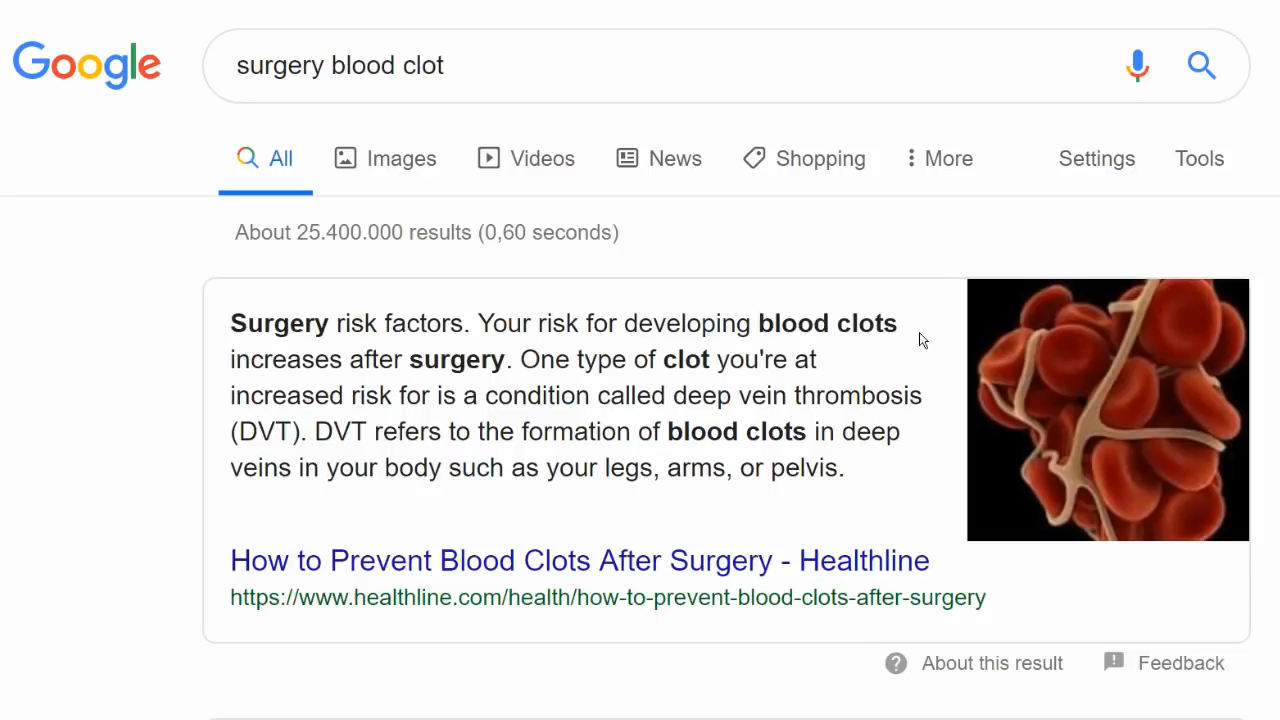 Google
surgery blood clot
All Images Videos News Shopping More Settings Tools
About 25.400.000 results (0,60 seconds)
Surgery risk factors. Your risk for developing blood clots
increases after surgery. One type of clot you're at
increased risk for is a condition called deep vein thrombosis
(DVT). DVT refers to the formation of blood clots in deep
veins in your body such as your legs, arms, or pelvis.
How to Prevent Blood Clots After Surgery - Healthline
https://www.healthline.com/health/how-to-prevent-blood-clots-after-surgery
About this result Feedback